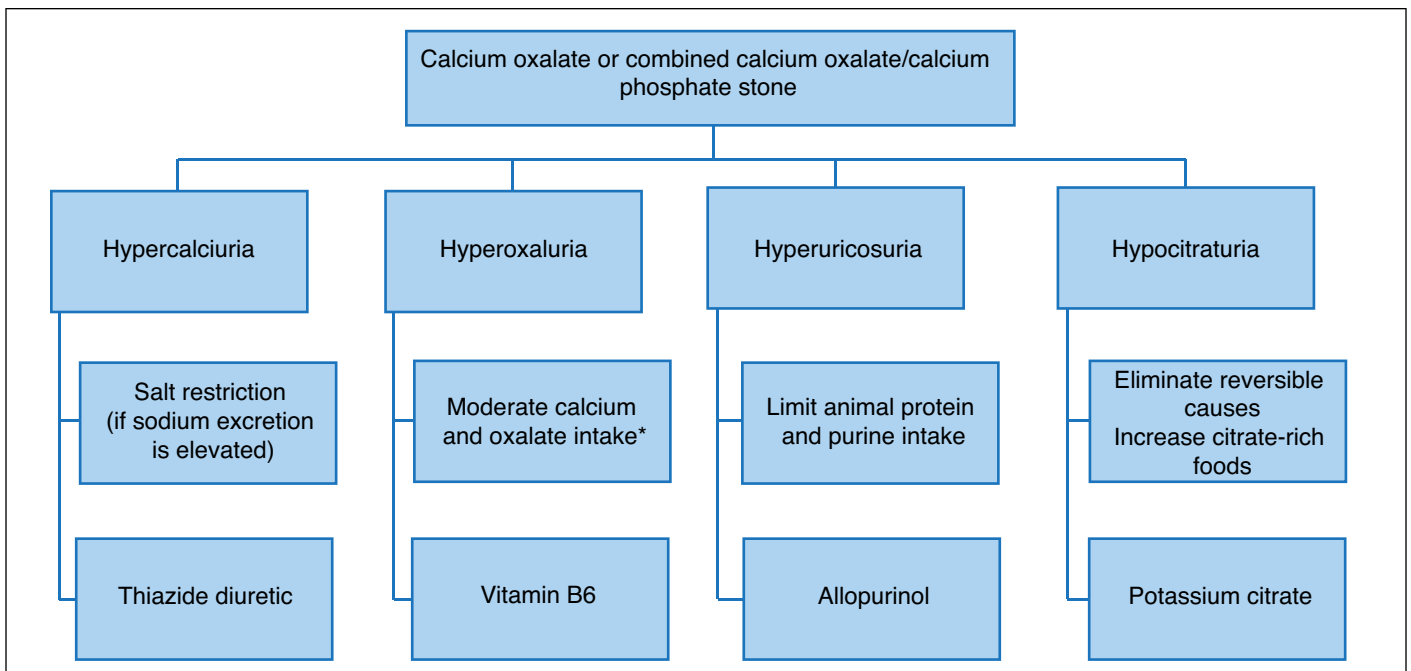 Calcium oxalate or combined calcium oxalate/calcium
phosphate stone
Hypercalciuria
Hyperoxaluria
Hyperuricosuria
Hypocitraturia
Salt restriction
(if sodium excretion
is elevated)
Moderate calcium
and oxalate intake*
Limit animal protein
and purine intake
Eliminate reversible
causes
Increase citrate-rich
foods
Thiazide diuretic
Vitamin B6
Allopurinol
Potassium citrate